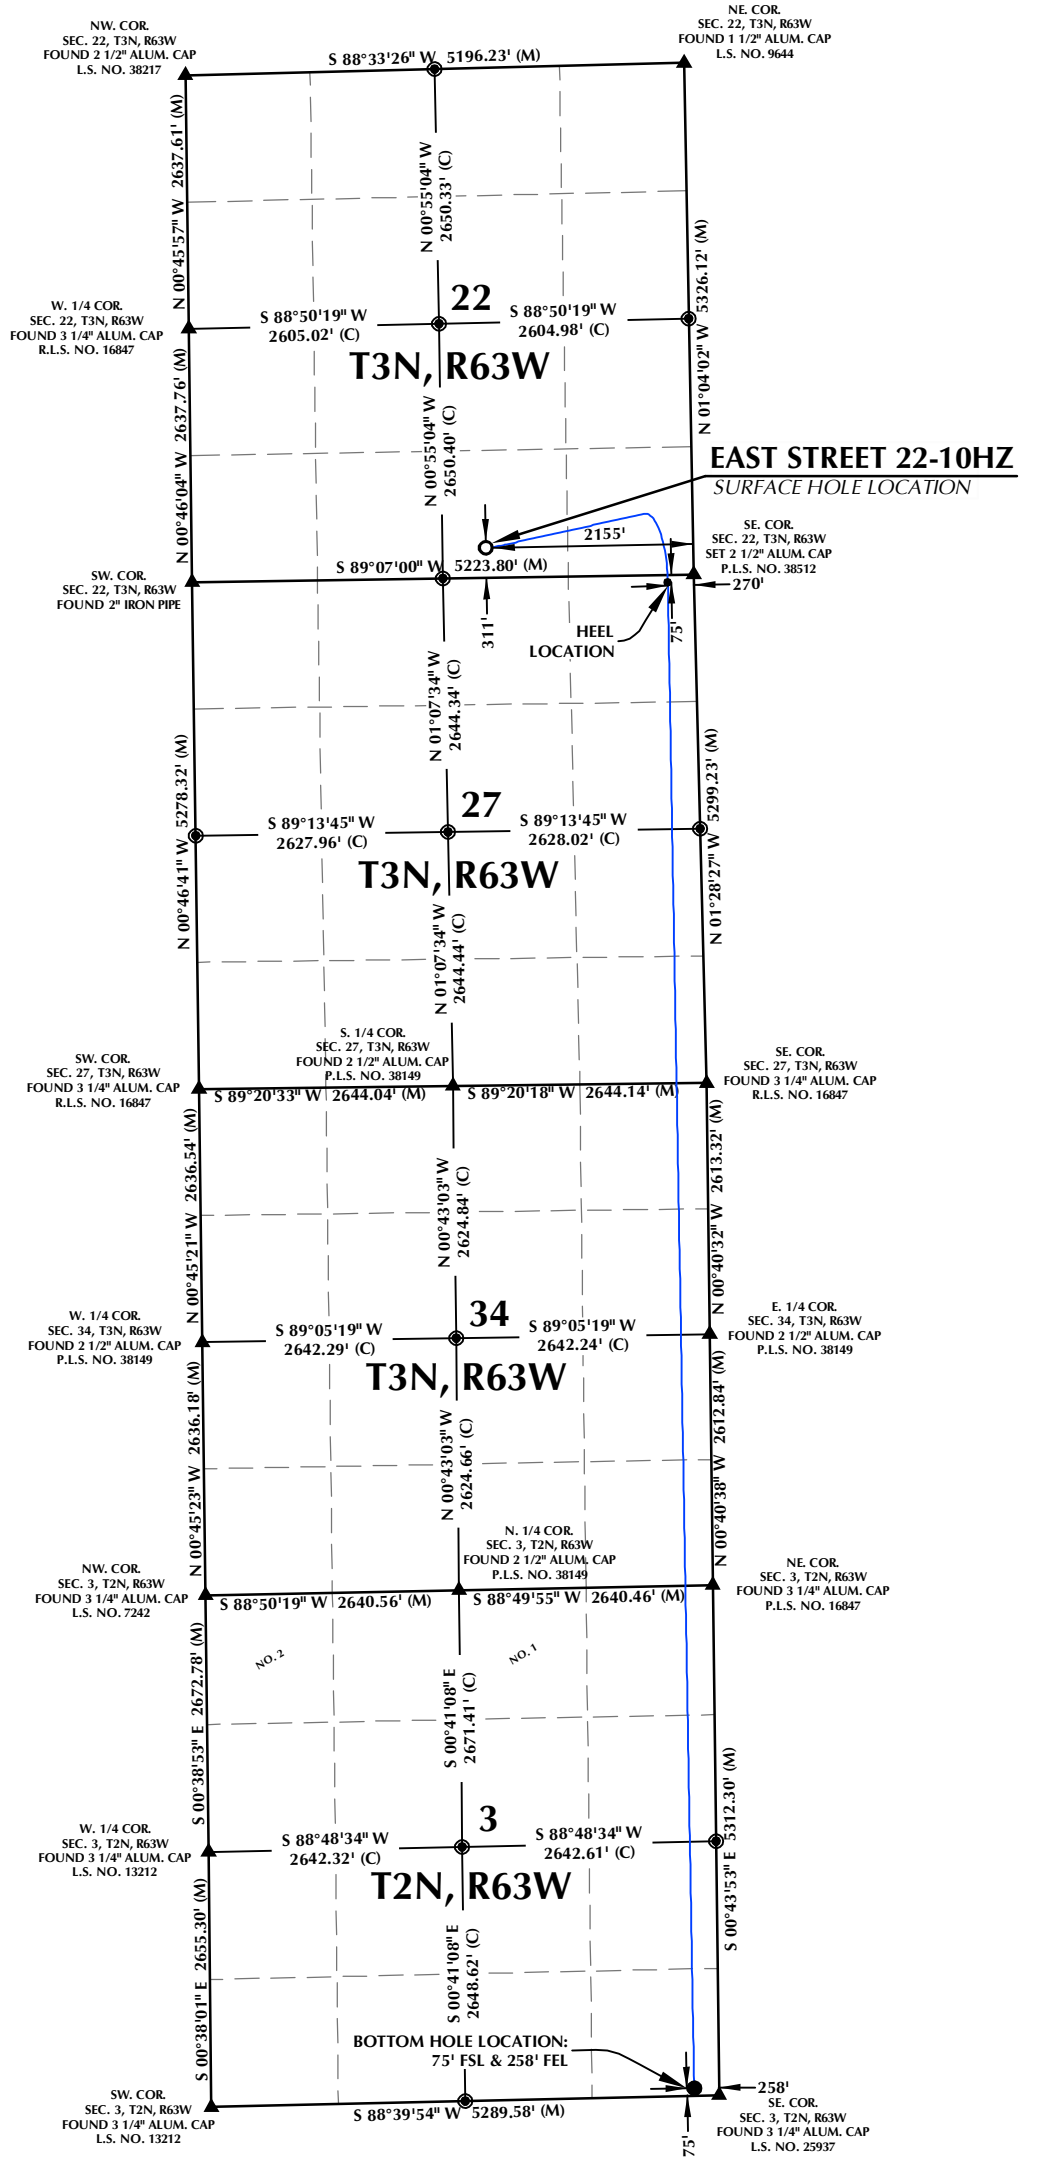 NW. COR.
SEC. 22, T3N, R63W
FOUND 2 1/2" ALUM. CAP
L.S. NO. 38217
S 88°33'26" W 5196.23' (M)
NE. COR.
SEC. 22, T3N, R63W
FOUND 1 1/2" ALUM. CAP
L.S. NO. 9644
N 00°45'57" W 2637.61' (M)
N 00°55'04" W
2650.33' (C)
N 01°04'02" W 5326.12' (M)
W. 1/4 COR.
SEC. 22, T3N, R63W
FOUND 3 1/4" ALUM. CAP
R.L.S. NO. 16847
S 88°50'19" W
2605.02' (C)
22
S 88°50'19" W
2604.98' (C)
T3N, R63W
N 00°46'04" W 2637.76' (M)
N 00°55'04" W
2650.40' (C)
EAST STREET 22-10HZ
SURFACE HOLE LOCATION
2155'
SE. COR.
SEC. 22, T3N, R63W
SET 2 1/2" ALUM. CAP
P.L.S. NO. 38512
S 89°07'00" W 5223.80' (M)
SW. COR.
SEC. 22, T3N, R63W
FOUND 2" IRON PIPE
270'
311'
75'
HEEL
LOCATION
N 01°07'34" W
2644.34' (C)
N 00°46'41" W 5278.32' (M)
N 01°28'27" W 5299.23' (M)
S 89°13'45" W
2627.96' (C)
27
S 89°13'45" W
2628.02' (C)
T3N, R63W
N 01°07'34" W
2644.44' (C)
S. 1/4 COR.
SEC. 27, T3N, R63W
FOUND 2 1/2" ALUM. CAP
P.L.S. NO. 38149
SW. COR.
SEC. 27, T3N, R63W
FOUND 3 1/4" ALUM. CAP
R.L.S. NO. 16847
SE. COR.
SEC. 27, T3N, R63W
FOUND 3 1/4" ALUM. CAP
R.L.S. NO. 16847
S 89°20'33" W 2644.04' (M)
S 89°20'18" W 2644.14' (M)
N 00°45'21" W 2636.54' (M)
N 00°43'03" W
2624.84' (C)
N 00°40'32" W 2613.32' (M)
W. 1/4 COR.
SEC. 34, T3N, R63W
FOUND 2 1/2" ALUM. CAP
P.L.S. NO. 38149
S 89°05'19" W
2642.29' (C)
34
S 89°05'19" W
2642.24' (C)
E. 1/4 COR.
SEC. 34, T3N, R63W
FOUND 2 1/2" ALUM. CAP
P.L.S. NO. 38149
T3N, R63W
N 00°45'23" W 2636.18' (M)
N 00°43'03" W
2624.66' (C)
N 00°40'38" W 2612.84' (M)
N. 1/4 COR.
SEC. 3, T2N, R63W
FOUND 2 1/2" ALUM. CAP
P.L.S. NO. 38149
NW. COR.
SEC. 3, T2N, R63W
FOUND 3 1/4" ALUM. CAP
L.S. NO. 7242
NE. COR.
SEC. 3, T2N, R63W
FOUND 3 1/4" ALUM. CAP
P.L.S. NO. 16847
S 88°50'19" W 2640.56' (M)
S 88°49'55" W 2640.46' (M)
NO. 2
NO. 1
S 00°38'53" E 2672.78' (M)
S 00°41'08" E
2671.41' (C)
S 00°43'53" E 5312.30' (M)
W. 1/4 COR.
SEC. 3, T2N, R63W
FOUND 3 1/4" ALUM. CAP
L.S. NO. 13212
S 88°48'34" W
2642.32' (C)
3
S 88°48'34" W
2642.61' (C)
T2N, R63W
S 00°38'01" E 2655.30' (M)
S 00°41'08" E
2648.62' (C)
BOTTOM HOLE LOCATION:
75' FSL & 258' FEL
258'
SW. COR.
SEC. 3, T2N, R63W
FOUND 3 1/4" ALUM. CAP
L.S. NO. 13212
S 88°39'54" W 5289.58' (M)
75'
SE. COR.
SEC. 3, T2N, R63W
FOUND 3 1/4" ALUM. CAP
L.S. NO. 25937